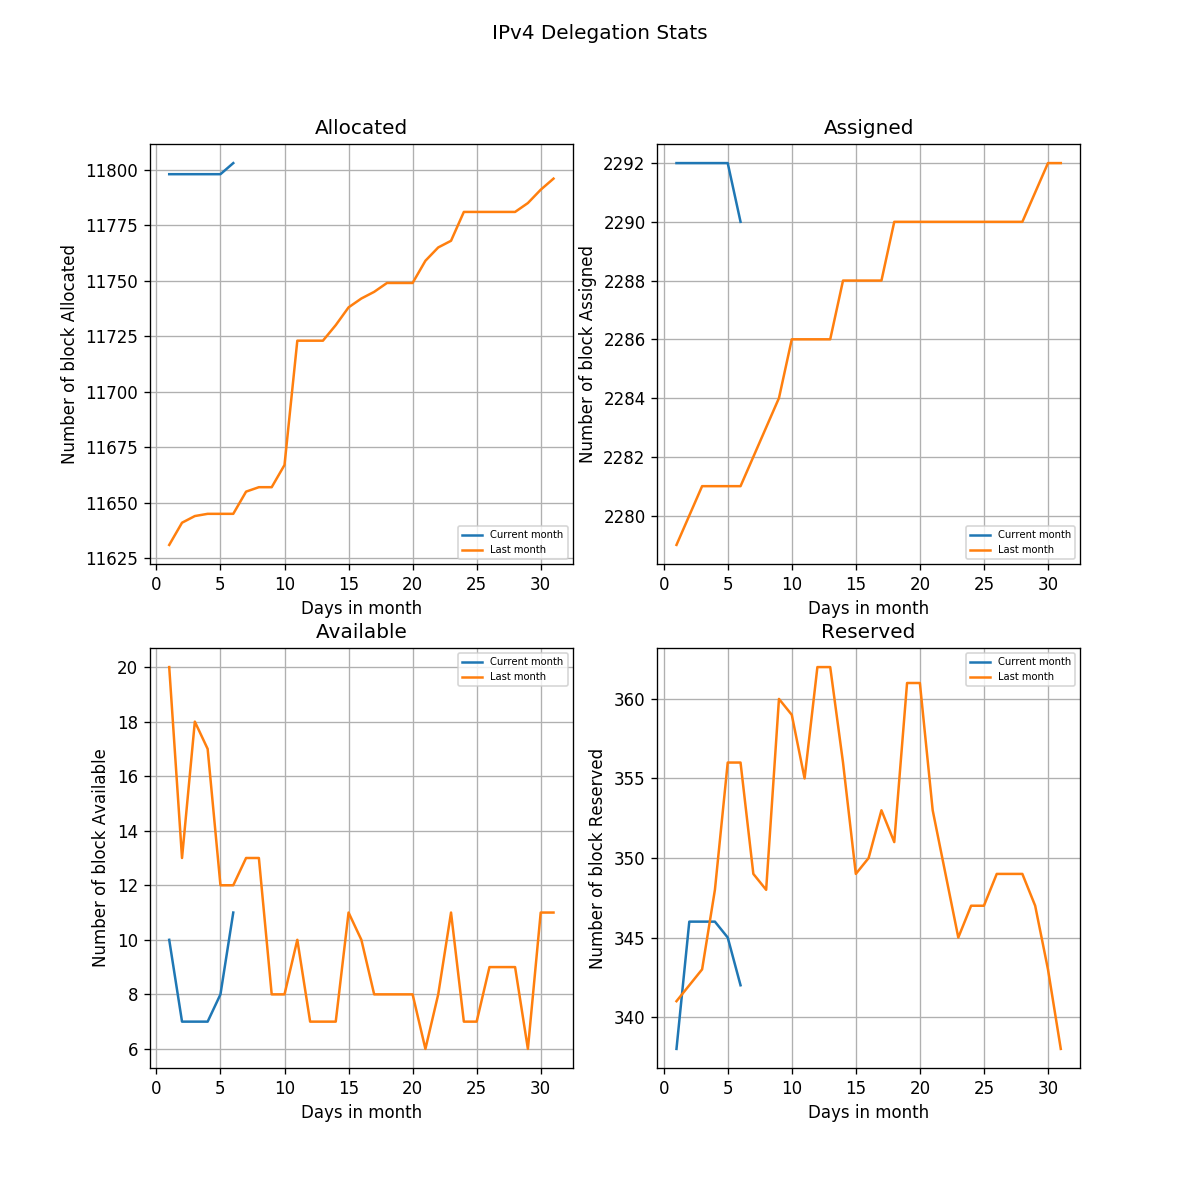 IPv4 Delegation Stats
Allocated
Number of block Allocated
11800
11775
11750
11725
11700
11675
11650
11625
0 5 10 15 20 25 30
Days in month
Current month
Last month
Assigned
Number of block Assigned
2292
2290
2288
2286
2284
2282
2280
0 5 10 15 20 25 30
Days in month
Current month
Last month
Available
Number of block Available
20
18
16
14
12
10
8
6
0 5 10 15 20 25 30
Days in month
Current month
Last month
Reserved
Number of block Reserved
360
355
350
345
340
0 5 10 15 20 25 30
Days in month
Current month
Last month